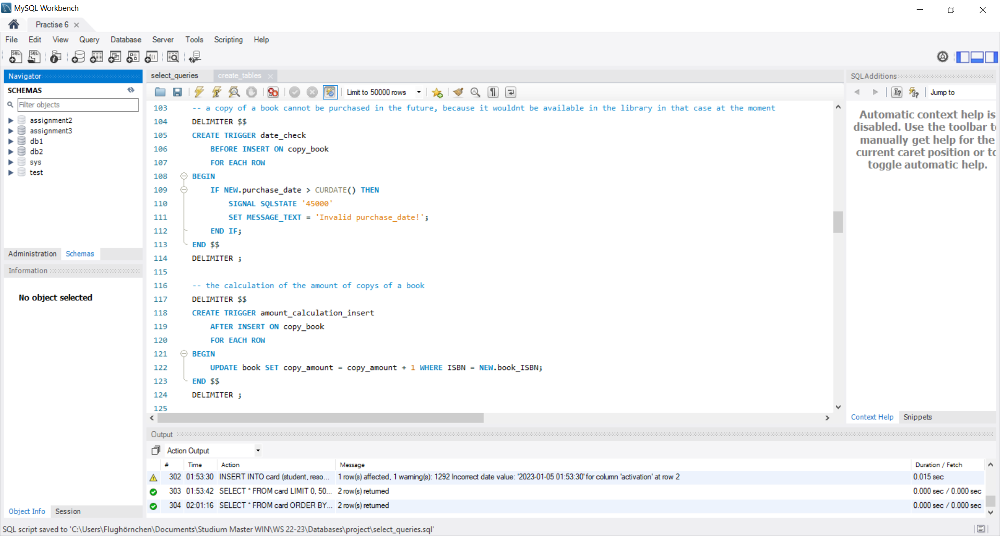 MySQL Workbench
Practise 6
File Edit View Query Database Server Tools Scripting Help
Navigator
SCHEMAS
Filter objects
assignment2
assignment3
db1
db2
sys
test
Administration Schemas
Information
No object selected
Object Info Session
select_queries create_tables
Limit to 50000 rows
103 -- a copy of a book cannot be purchased in the future, because it wouldnt be available in the library in that case at the moment
104 DELIMITER $$
105 CREATE TRIGGER date_check
106 BEFORE INSERT ON copy_book
107 FOR EACH ROW
108 BEGIN
109 IF NEW.purchase_date > CURDATE() THEN
110 SIGNAL SQLSTATE '45000'
111 SET MESSAGE_TEXT = 'Invalid purchase_date!';
112 END IF;
113 END $$
114 DELIMITER ;
115
116 -- the calculation of the amount of copys of a book
117 DELIMITER $$
118 CREATE TRIGGER amount_calculation_insert
119 AFTER INSERT ON copy_book
120 FOR EACH ROW
121 BEGIN
122 UPDATE book SET copy_amount = copy_amount + 1 WHERE ISBN = NEW.book_ISBN;
123 END $$
124 DELIMITER ;
125
SQLAdditions
Jump to
Automatic context help is
disabled. Use the toolbar t
manually get help for the
current caret position or to
toggle automatic help.
Context Help Snippets
Output
Action Output
# Time Action Message Duration / Fetch
302 01:53:30 INSERT INTO card (student, reso... 1 row(s) affected, 1 warning(s): 1292 Incorrect date value: '2023-01-05 01:53:30' for column 'activation' at row 2 0.015 sec
303 01:53:42 SELECT * FROM card LIMIT 0, 50... 2 row(s) returned 0.000 sec / 0.000 sec
304 02:01:16 SELECT * FROM card ORDER BY... 2 row(s) returned 0.000 sec / 0.000 sec
SQL script saved to 'C:\Users\Flughörnchen\Documents\Studium Master WIN\WS 22-23\Databases\project\select_queries.sql'